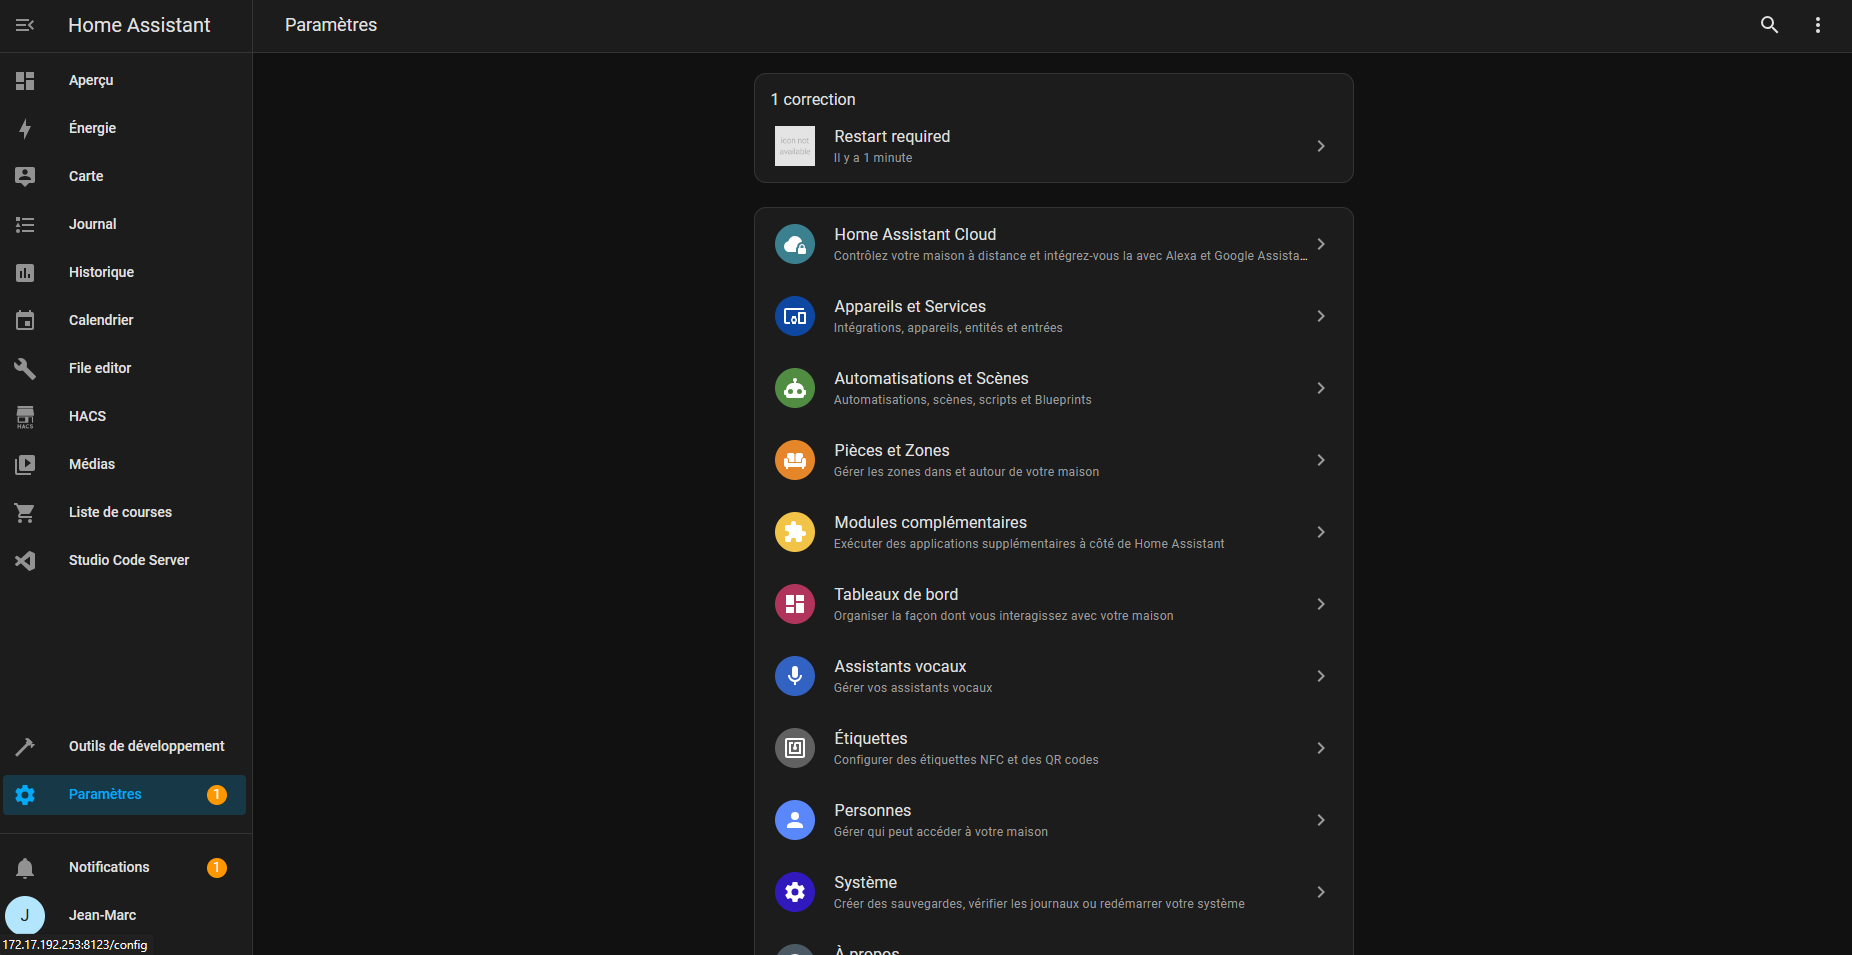 Home Assistant
Paramètres
Aperçu
Énergie
Carte
Journal
Historique
Calendrier
File editor
HACS
HACS
Médias
Liste de courses
Studio Code Server
Outils de développement
Paramètres
1
Notifications
1
J
Jean-Marc
172.17.192.253:8123/config
1 correction
icon not
available
Restart required
Il y a 1 minute
Home Assistant Cloud
Contrôlez votre maison à distance et intégrez-vous la avec Alexa et Google Assista…
Appareils et Services
Intégrations, appareils, entités et entrées
Automatisations et Scènes
Automatisations, scènes, scripts et Blueprints
Pièces et Zones
Gérer les zones dans et autour de votre maison
Modules complémentaires
Exécuter des applications supplémentaires à côté de Home Assistant
Tableaux de bord
Organiser la façon dont vous interagissez avec votre maison
Assistants vocaux
Gérer vos assistants vocaux
Étiquettes
Configurer des étiquettes NFC et des QR codes
Personnes
Gérer qui peut accéder à votre maison
Système
Créer des sauvegardes, vérifier les journaux ou redémarrer votre système
À propos